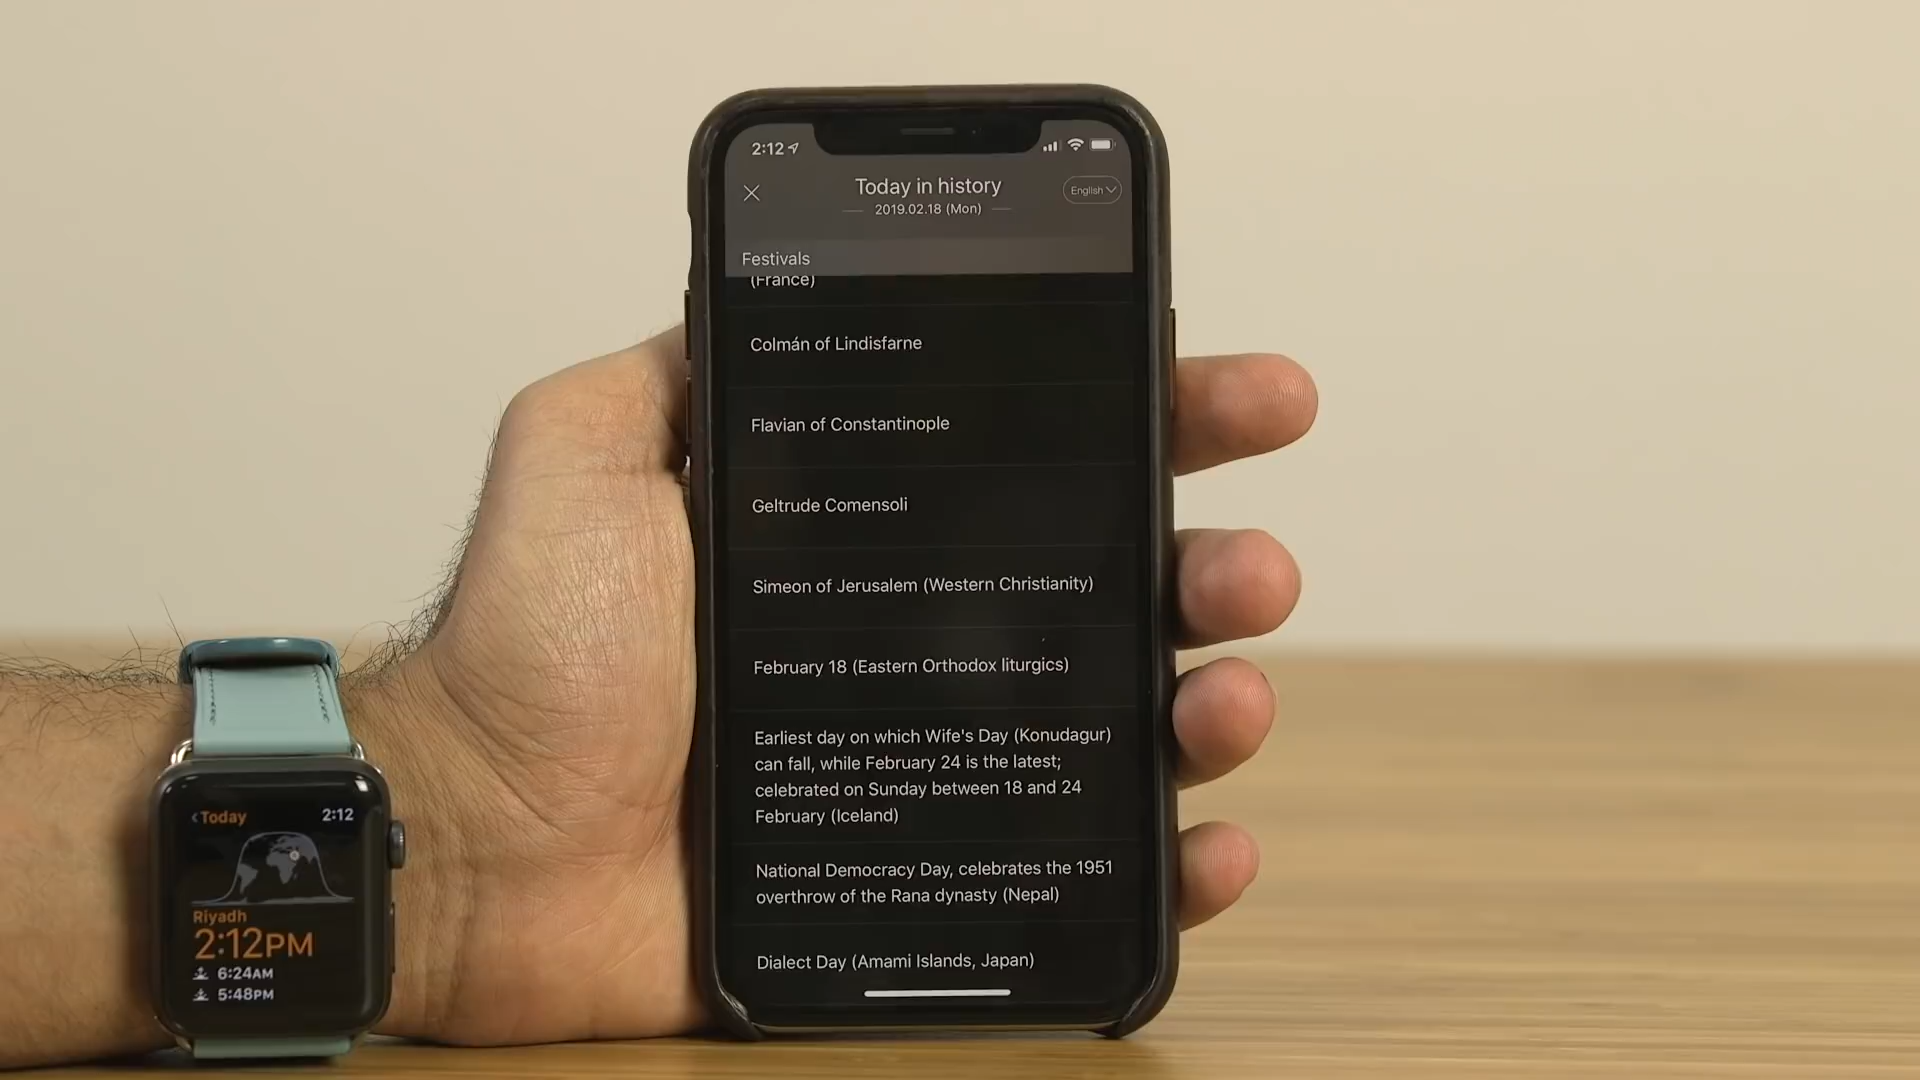 2:12
Today in history
English
2019.02.18 (Mon)
Festivals
(France)
Colmán of Lindisfarne
Flavian of Constantinople
Geltrude Comensoli
Simeon of Jerusalem (Western Christianity)
February 18 (Eastern Orthodox liturgics)
Earliest day on which Wife's Day (Konudagur)
can fall, while February 24 is the latest;
celebrated on Sunday between 18 and 24
February (Iceland)
National Democracy Day, celebrates the 1951
overthrow of the Rana dynasty (Nepal)
Dialect Day (Amami Islands, Japan)
Today 2:12
Riyadh
2:12PM
6:24AM
5:48PM